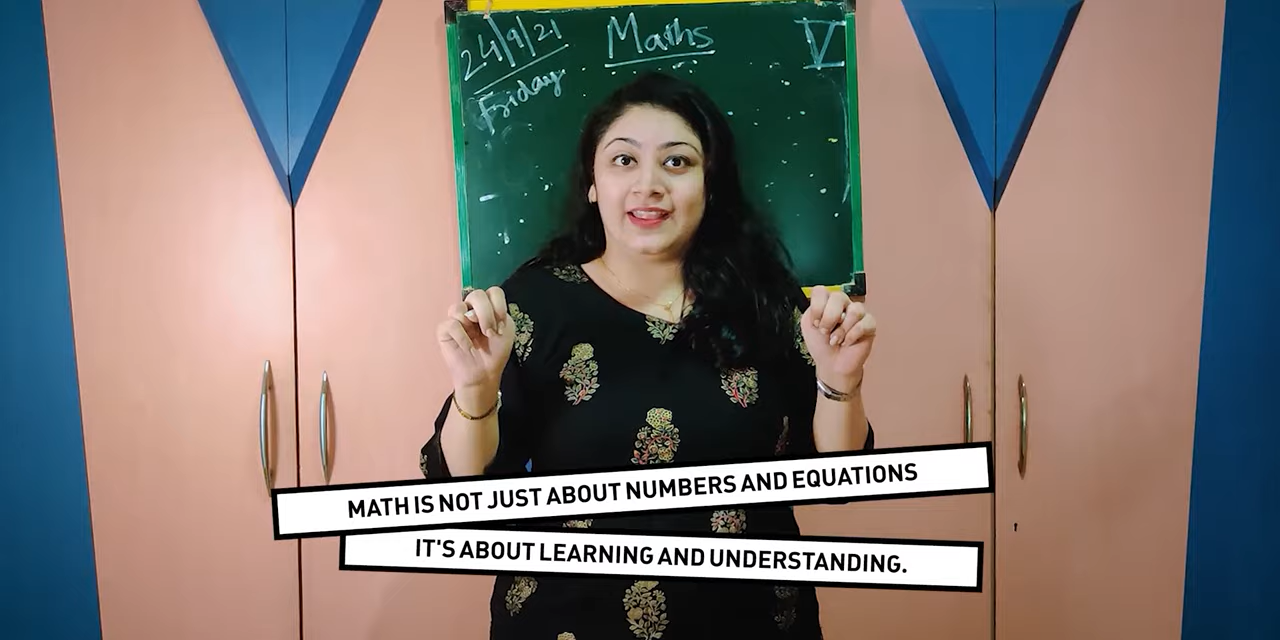 24/9/21
Maths
V
Friday
MATH IS NOT JUST ABOUT NUMBERS AND EQUATIONS
IT'S ABOUT LEARNING AND UNDERSTANDING.